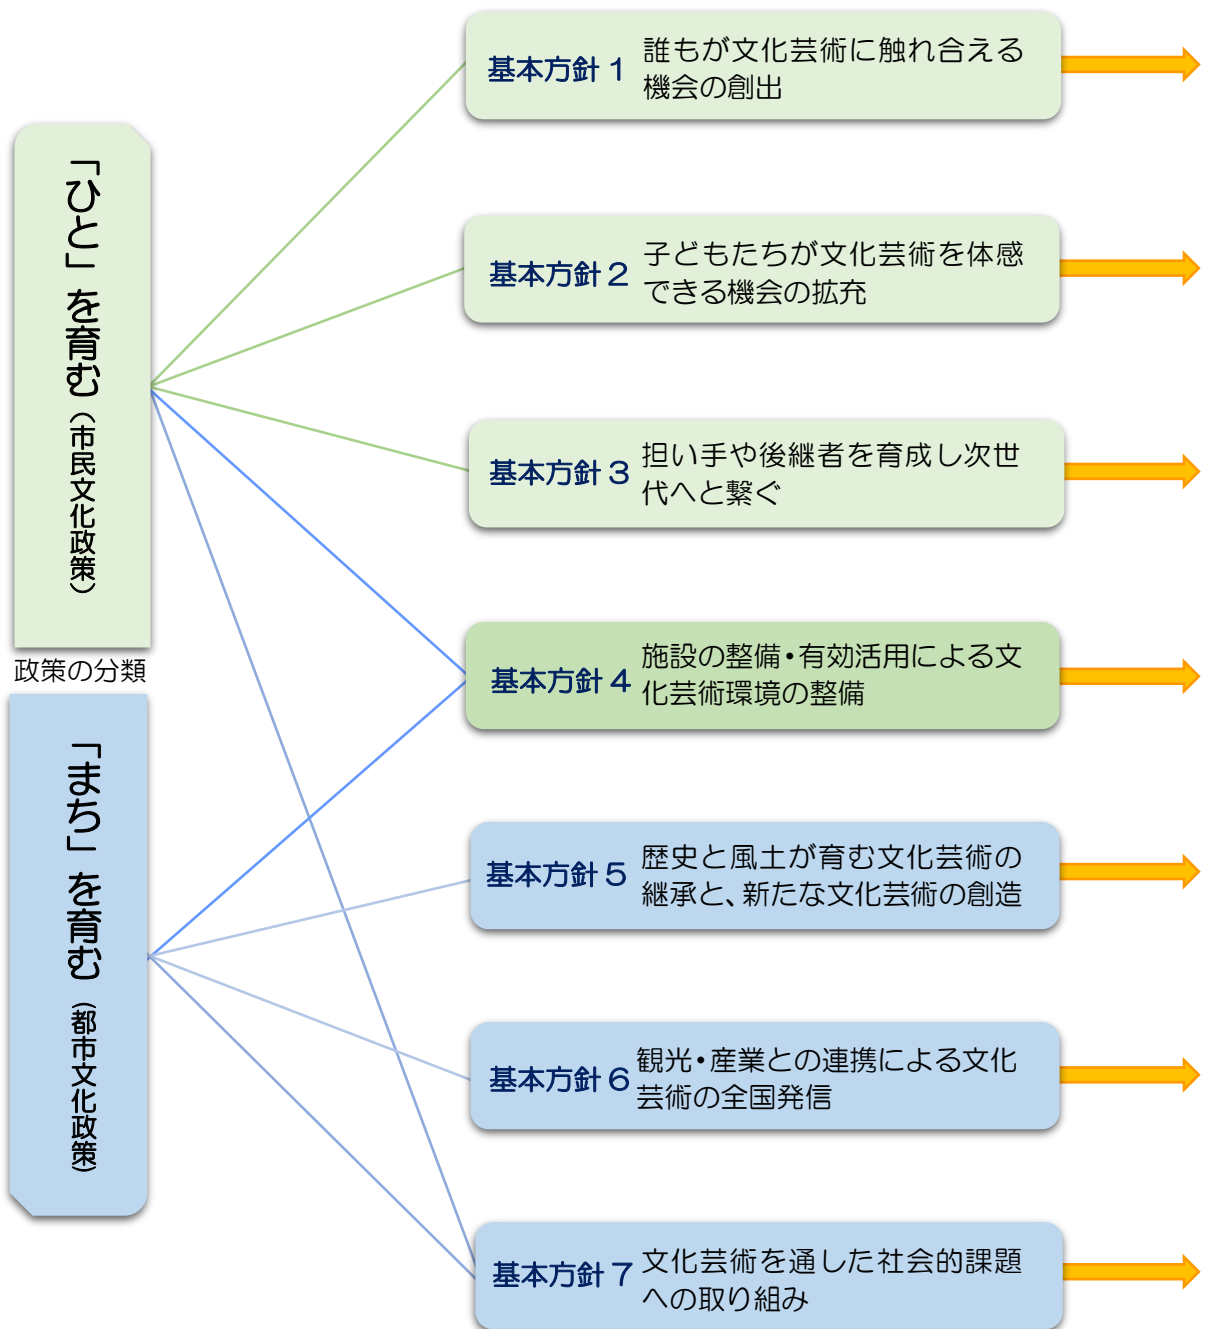 「ひと」を育む（市民文化政策）
政策の分類
「まち」を育む（都市文化政策）
基本方針１
誰もが文化芸術に触れ合える
機会の創出
基本方針２
子どもたちが文化芸術を体感
できる機会の拡充
基本方針３
担い手や後継者を育成し次世
代へと繋ぐ
基本方針４
施設の整備・有効活用による文
化芸術環境の整備
基本方針５
歴史と風土が育む文化芸術の
継承と、新たな文化芸術の創造
基本方針６
観光・産業との連携による文化
芸術の全国発信
基本方針７
文化芸術を通した社会的課題
への取り組み